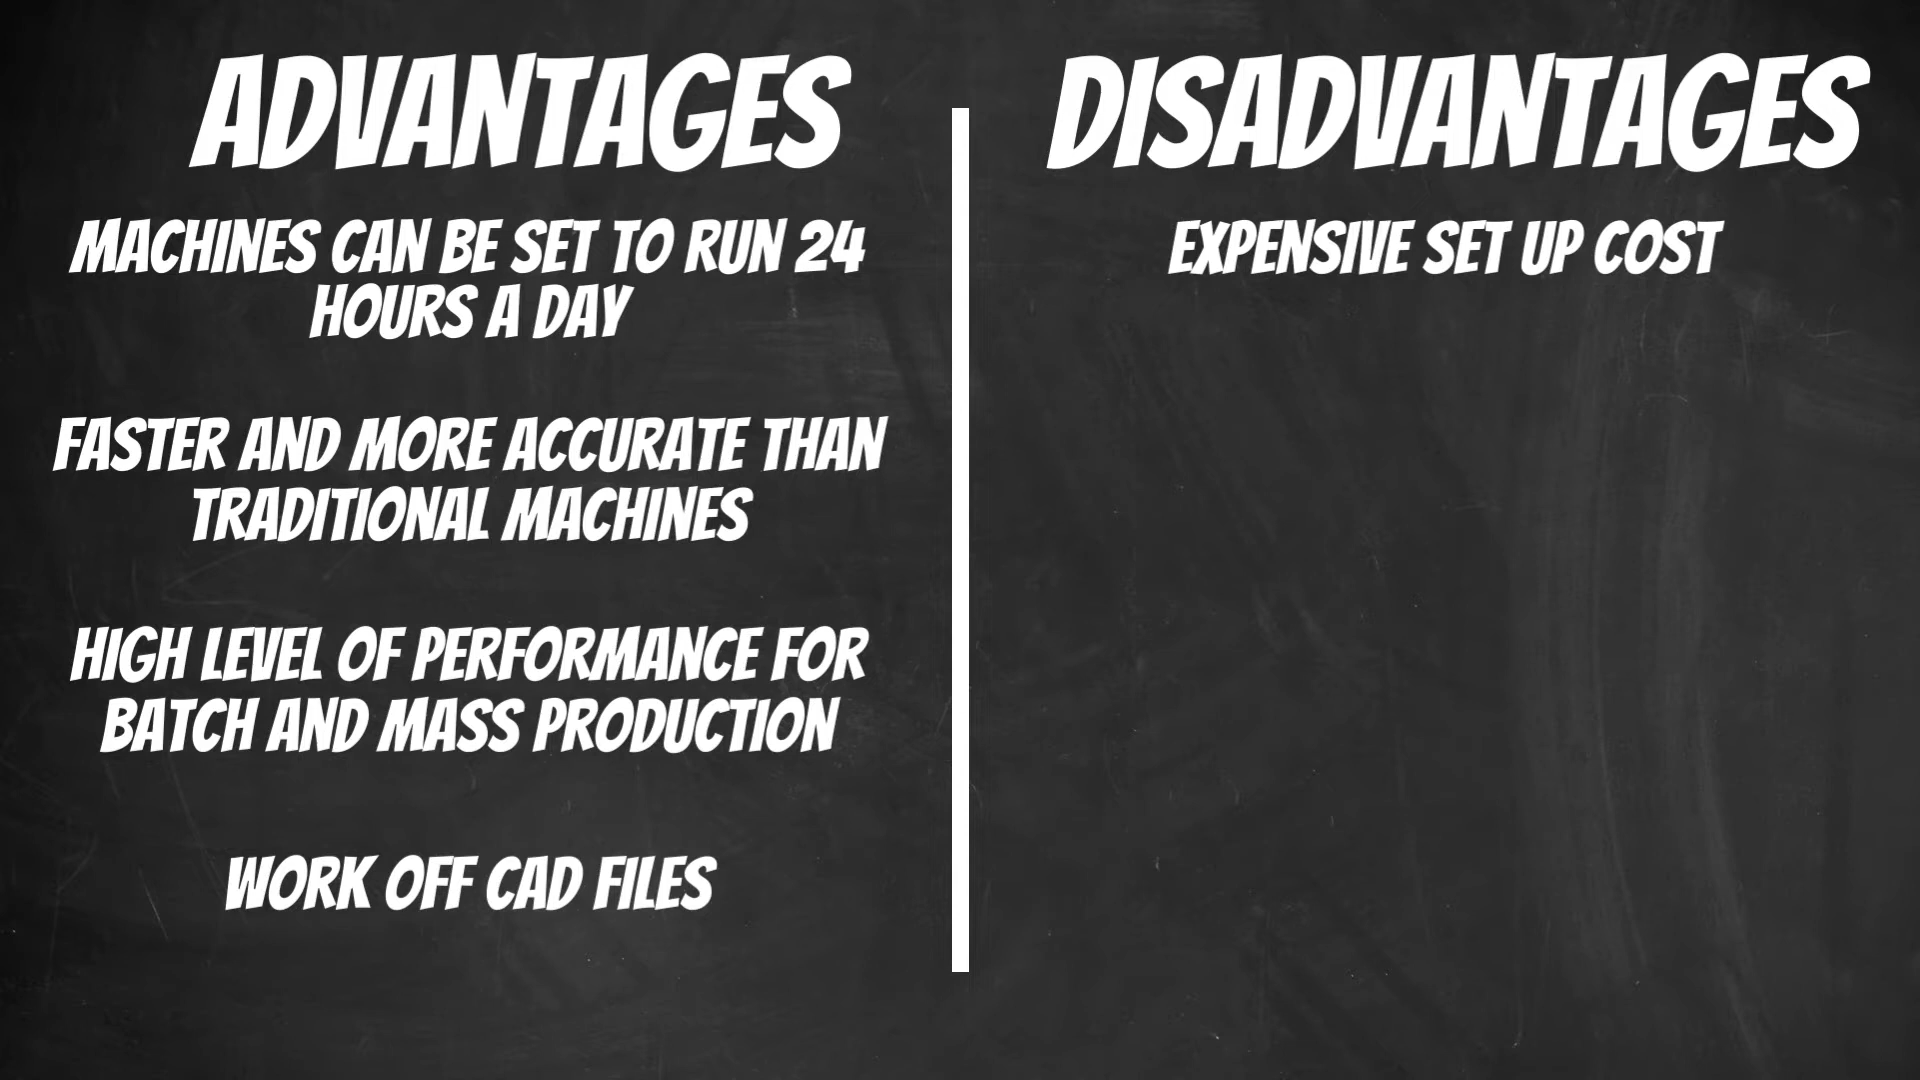 ADVANTAGES
MACHINES CAN BE SET TO RUN 24
HOURS A DAY
FASTER AND MORE ACCURATE THAN
TRADITIONAL MACHINES
HIGH LEVEL OF PERFORMANCE FOR
BATCH AND MASS PRODUCTION
WORK OFF CAD FILES
DISADVANTAGES
EXPENSIVE SET UP COST